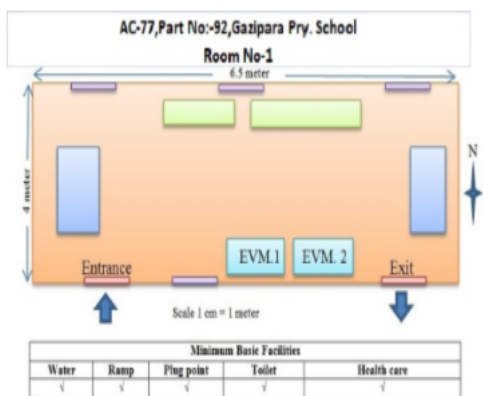 AC-77,Part No:-92,Gazipara Pry. School
Room No-1
6.5 meter
4 meter
N
EVM.1 EVM. 2
Entrance Exit
Scale 1 cm = 1 meter
Minimum Basic Facilities
Water Ramp Plug point Toilet Health care
√ √ √ √ √